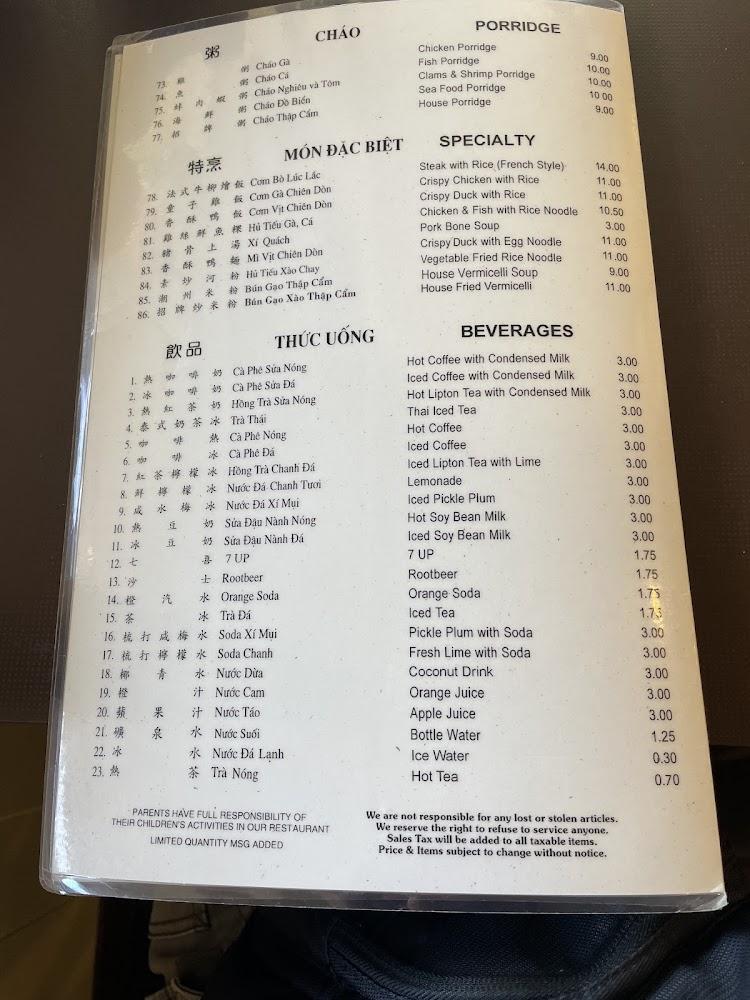 粥 CHÁO PORRIDGE
73. 雞 粥 Cháo Gà Chicken Porridge 9.00
74. 魚 粥 Cháo Cá Fish Porridge 10.00
75. 蚌肉蝦粥 Cháo Nghiêu và Tôm Clams & Shrimp Porridge 10.00
76. 海鮮粥 Cháo Đồ Biển Sea Food Porridge 10 00
77. 招牌粥 Cháo Thập Cẩm House Porridge 9.00
特烹 MÓN ĐẶC BIỆT SPECIALTY
78. 法式牛柳燴飯 Cơm Bò Lúc Lắc Steak with Rice (French Style) 14.00
79. 童子雞飯 Cơm Gà Chiên Dòn Crispy Chicken with Rice 11.00
80. 香酥鴨飯 Cơm Vịt Chiên Dòn Crispy Duck with Rice 11.00
81. 雞絲鮮魚粿 Hủ Tiếu Gà, Cá Chicken & Fish with Rice Noodle 10.50
82. 豬骨上湯 Xí Quách Pork Bone Soup 3.00
83. 香酥鴨麵 Mì Vịt Chiên Dòn Crispy Duck with Egg Noodle 11.00
84. 素炒河粉 Hủ Tiếu Xào Chay Vegetable Fried Rice Noodle 11.00
85. 潮州米粉 Bún Gạo Thập Cẩm House Vermicelli Soup 9.00
86. 招牌炒米粉 Bún Gạo Xào Thập Cẩm House Fried Vermicelli 11.00
飲品 THỨC UỐNG BEVERAGES
1. 熱咖啡奶 Cà Phê Sửa Nóng Hot Coffee with Condensed Milk 3.00
2. 冰咖啡奶 Cà Phê Sửa Đá Iced Coffee with Condensed Milk 3.00
3. 熱紅茶奶 Hồng Trà Sửa Nóng Hot Lipton Tea with Condensed Milk 3.00
4. 泰式奶茶冰 Trà Thái Thai Iced Tea 3.00
5. 咖啡熱 Cà Phê Nóng Hot Coffee 3.00
6. 咖啡冰 Cà Phê Đá Iced Coffee 3.00
7. 紅茶檸檬冰 Hồng Trà Chanh Đá Iced Lipton Tea with Lime 3.00
8. 鮮檸檬冰 Nước Đá Chanh Tươi Lemonade 3.00
9. 咸水梅冰 Nước Đá Xí Mụi Iced Pickle Plum 3.00
10. 熱豆奶 Sửa Đậu Nành Nóng Hot Soy Bean Milk 3.00
11. 冰豆奶 Sửa Đậu Nành Đá Iced Soy Bean Milk 3.00
12. 七喜 7 UP 7 UP 1.75
13. 沙士 Rootbeer Rootbeer 1.75
14. 橙汽水 Orange Soda Orange Soda 1.75
15. 茶冰 Trà Đá Iced Tea 1.75
16. 梳打咸梅水 Soda Xí Mụi Pickle Plum with Soda 3.00
17. 梳打檸檬水 Soda Chanh Fresh Lime with Soda 3.00
18. 椰青水 Nước Dừa Coconut Drink 3.00
19. 橙汁 Nước Cam Orange Juice 3.00
20. 蘋果汁 Nước Táo Apple Juice 3.00
21. 礦泉水 Nước Suối Bottle Water 1.25
22. 冰水 Nước Đá Lạnh Ice Water 0.30
23. 熱茶 Trà Nóng Hot Tea 0.70
PARENTS HAVE FULL RESPONSIBILITY OF
THEIR CHILDREN'S ACTIVITIES IN OUR RESTAURANT
LIMITED QUANTITY MSG ADDED
We are not responsible for any lost or stolen articles.
We reserve the right to refuse to service anyone.
Sales Tax will be added to all taxable items.
Price & Items subject to change without notice.